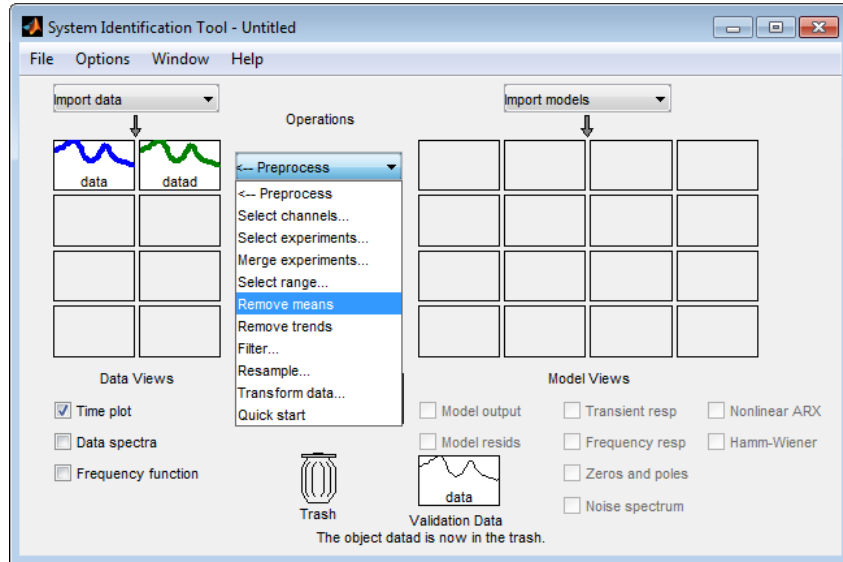 System Identification Tool - Untitled
File Options Window Help
Import data
Import models
Operations
data
datad
<-- Preprocess
<-- Preprocess
Select channels...
Select experiments...
Merge experiments...
Select range...
Remove means
Remove trends
Filter...
Resample...
Transform data...
Quick start
Data Views
Time plot
Data spectra
Frequency function
Model Views
Model output
Transient resp
Nonlinear ARX
Model resids
Frequency resp
Hamm-Wiener
Zeros and poles
Noise spectrum
Trash
data
Validation Data
The object datad is now in the trash.